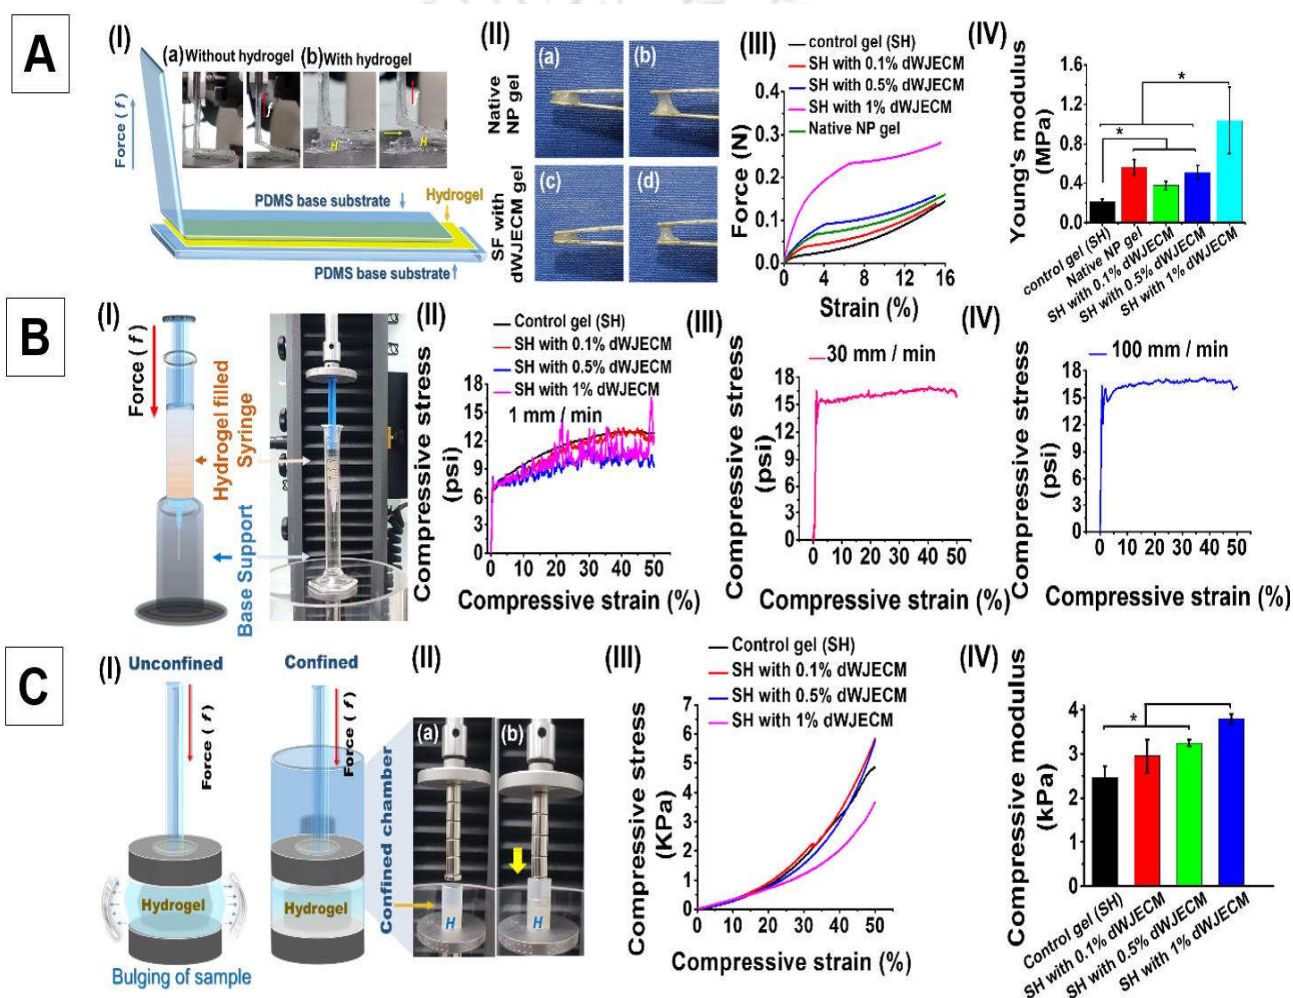 A
(I)
(a) Without hydrogel (b) With hydrogel
f
H
H
Force (f)
PDMS base substrate
Hydrogel
PDMS base substrate
(II)
Native NP gel
(a)
(b)
SF with dWJECM gel
(c)
(d)
(III)
control gel (SH)
SH with 0.1% dWJECM
SH with 0.5% dWJECM
SH with 1% dWJECM
Native NP gel
Force (N)
0.4
0.3
0.2
0.1
0.0
0 4 8 12 16
Strain (%)
(IV)
Young's modulus (MPa)
1.6
1.2
0.8
0.4
0.0
*
*
control gel (SH)
Native NP gel
SH with 0.1% dWJECM
SH with 0.5% dWJECM
SH with 1% dWJECM
B
(I)
Force (f)
Hydrogel filled Syringe
Base Support
(II)
Control gel (SH)
SH with 0.1% dWJECM
SH with 0.5% dWJECM
SH with 1% dWJECM
1 mm / min
Compressive stress (psi)
18
15
12
9
6
3
0
0 10 20 30 40 50
Compressive strain (%)
(III)
30 mm / min
Compressive stress (psi)
18
15
12
9
6
3
0
0 10 20 30 40 50
Compressive strain (%)
(IV)
100 mm / min
Compressive stress (psi)
18
15
12
9
6
3
0
0 10 20 30 40 50
Compressive strain (%)
C
(I)
Unconfined
Confined
Force (f)
Force (f)
Hydrogel
Hydrogel
Bulging of sample
Confined chamber
(II)
(a)
(b)
H
H
(III)
Control gel (SH)
SH with 0.1% dWJECM
SH with 0.5% dWJECM
SH with 1% dWJECM
Compressive stress (KPa)
7
6
5
4
3
2
1
0
0 10 20 30 40 50
Compressive strain (%)
(IV)
Compressive modulus (kPa)
4
3
2
1
0
*
Control gel (SH)
SH with 0.1% dWJECM
SH with 0.5% dWJECM
SH with 1% dWJECM